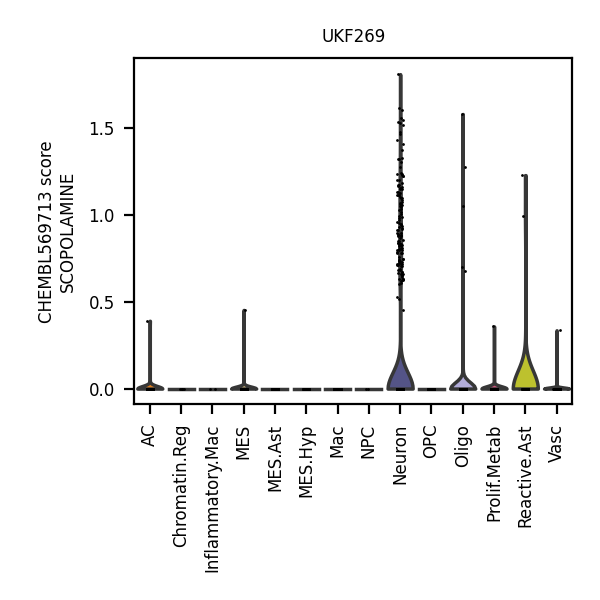 UKF269
CHEMBL569713 score
SCOPOLAMINE
1.5
1.0
0.5
0.0
AC
Chromatin.Reg
Inflammatory.Mac
MES
MES.Ast
MES.Hyp
Mac
NPC
Neuron
OPC
Oligo
Prolif.Metab
Reactive.Ast
Vasc